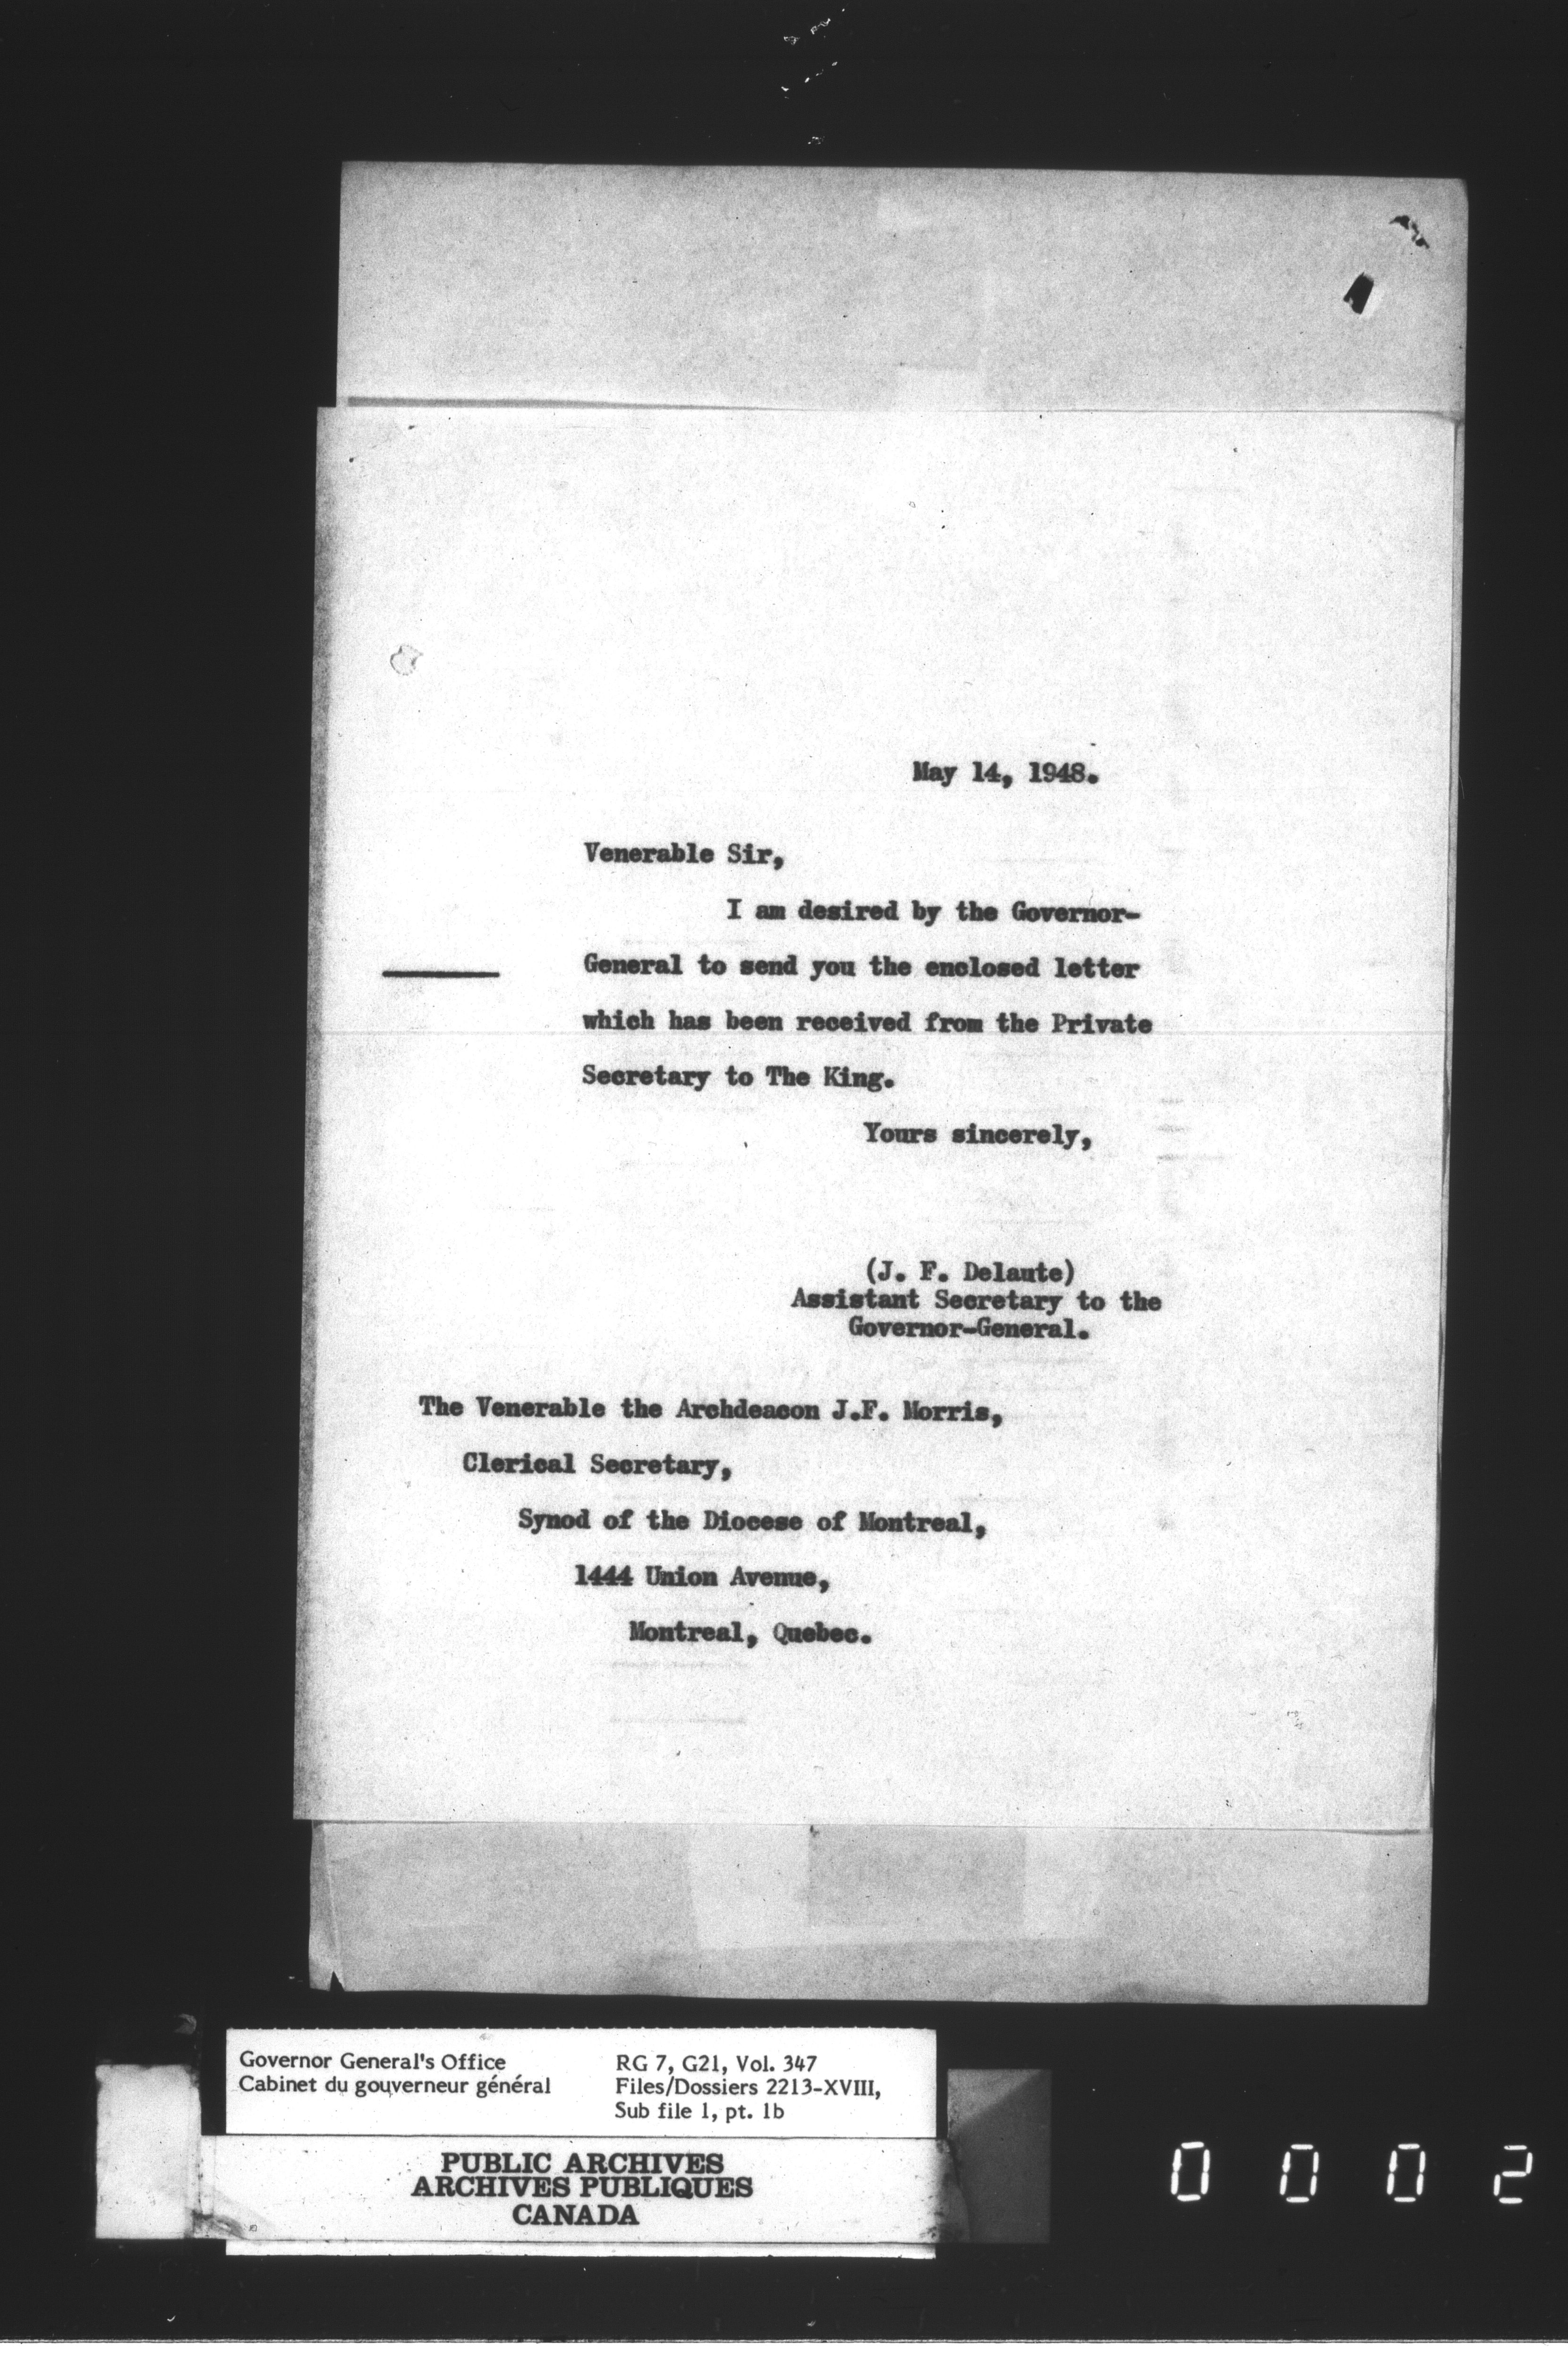 May 14, 1948.
Venerable Sir,
I am desired by the Governor-
General to send you the enclosed letter
which has been received from the Private
Secretary to The King.
Yours sincerely,
(J. F. Delaute)
Assistant Secretary to the
Governor-General.
The Venerable the Archdeacon J.F. Morris,
Clerical Secretary,
Synod of the Diocese of Montreal,
1444 Union Avenue,
Montreal, Quebec.
Governor General's Office
Cabinet du gouverneur général
RG 7, G21, Vol. 347
Files/Dossiers 2213-XVIII,
Sub file 1, pt. 1b
PUBLIC ARCHIVES
ARCHIVES PUBLIQUES
CANADA
0002